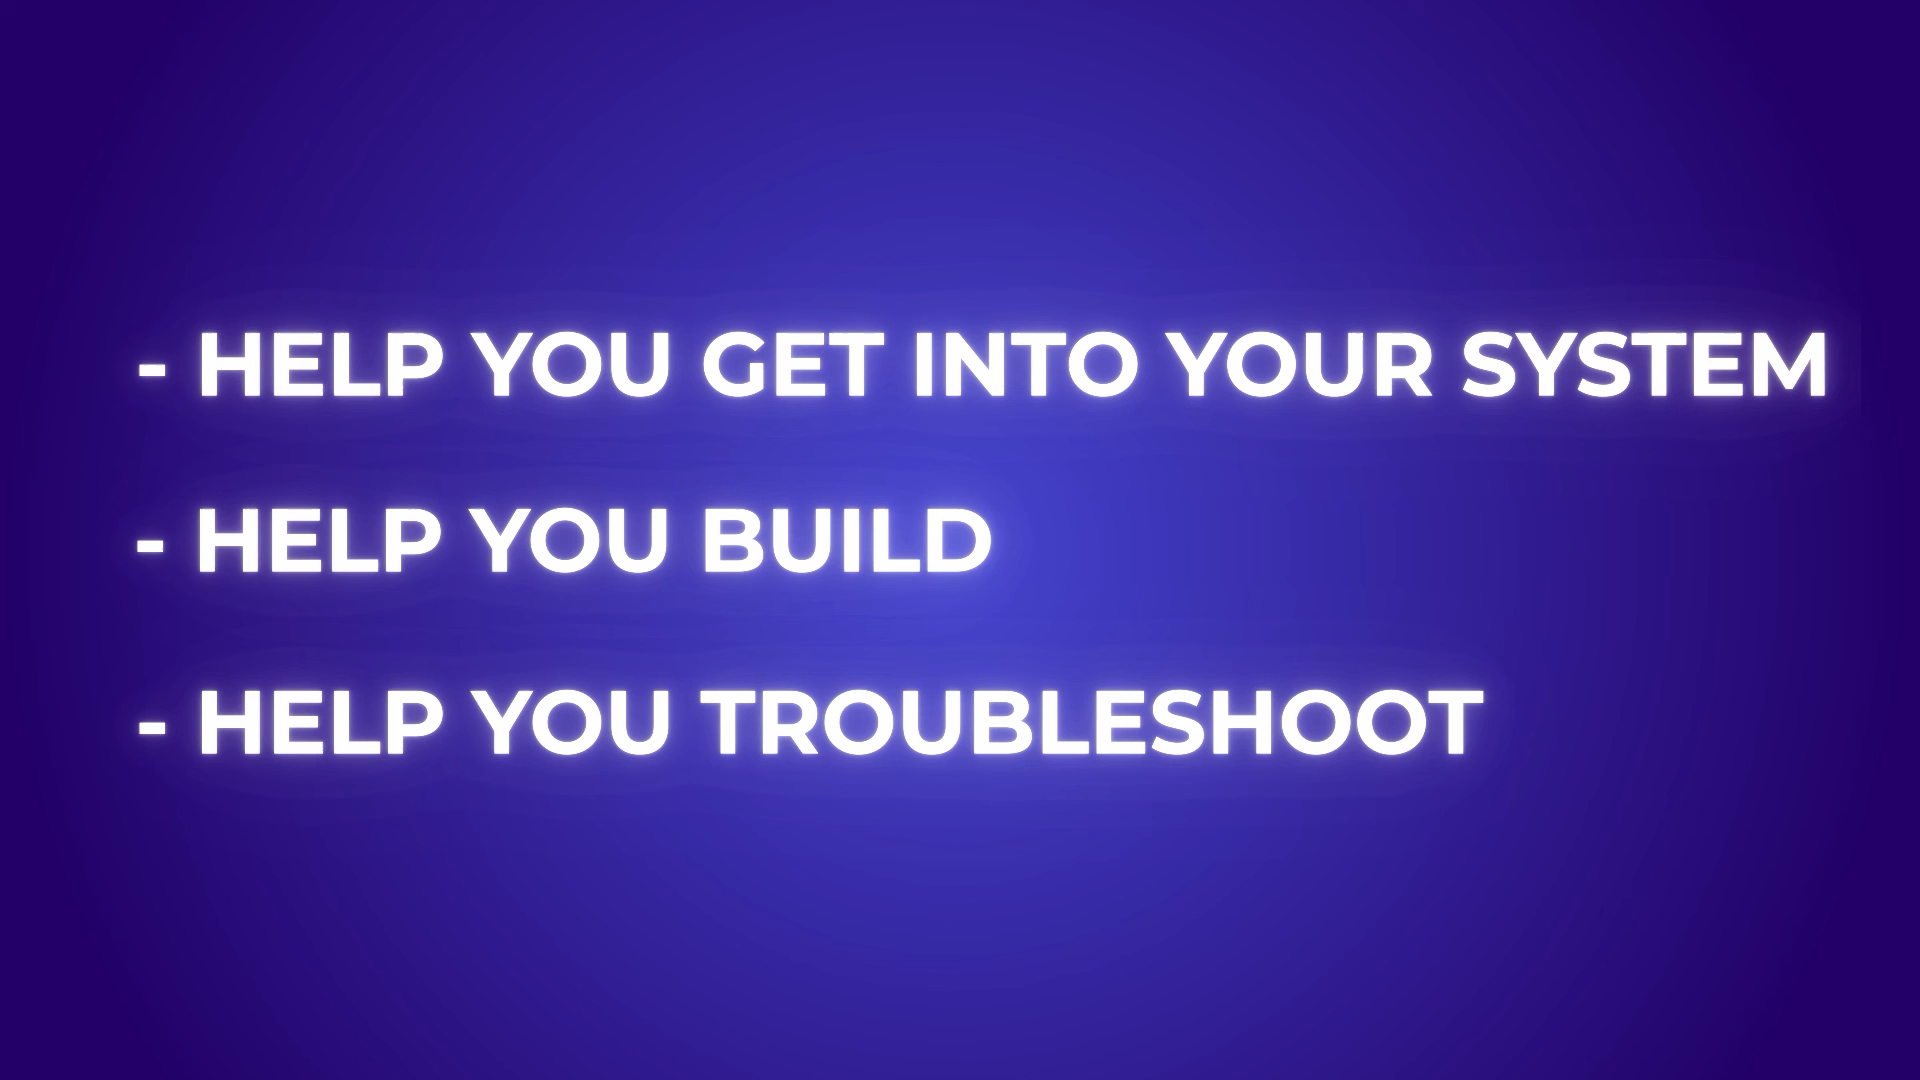 - HELP YOU GET INTO YOUR SYSTEM
- HELP YOU BUILD
- HELP YOU TROUBLESHOOT